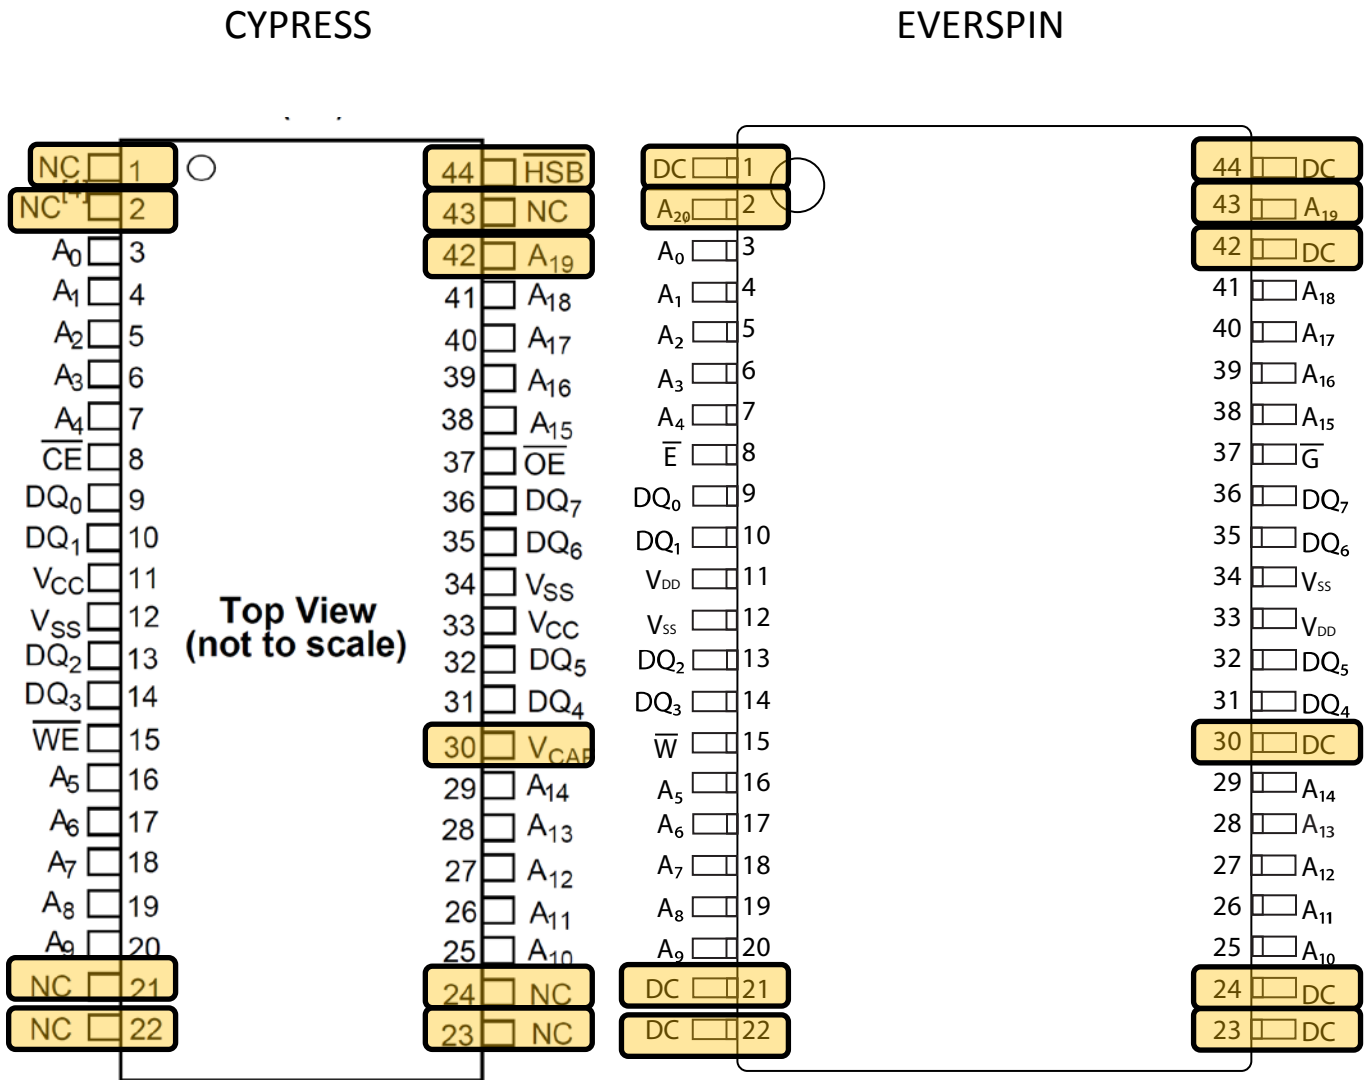 CYPRESS
EVERSPIN
NC 1
NC[4] 2
A0 3
A1 4
A2 5
A3 6
A4 7
CE 8
DQ0 9
DQ1 10
VCC 11
VSS 12
DQ2 13
DQ3 14
WE 15
A5 16
A6 17
A7 18
A8 19
A9 20
NC 21
NC 22
Top View
(not to scale)
44 HSB
43 NC
42 A19
41 A18
40 A17
39 A16
38 A15
37 OE
36 DQ7
35 DQ6
34 VSS
33 VCC
32 DQ5
31 DQ4
30 VCAP
29 A14
28 A13
27 A12
26 A11
25 A10
24 NC
23 NC
DC 1
A20 2
A0 3
A1 4
A2 5
A3 6
A4 7
E 8
DQ0 9
DQ1 10
VDD 11
VSS 12
DQ2 13
DQ3 14
W 15
A5 16
A6 17
A7 18
A8 19
A9 20
DC 21
DC 22
44 DC
43 A19
42 DC
41 A18
40 A17
39 A16
38 A15
37 G
36 DQ7
35 DQ6
34 VSS
33 VDD
32 DQ5
31 DQ4
30 DC
29 A14
28 A13
27 A12
26 A11
25 A10
24 DC
23 DC